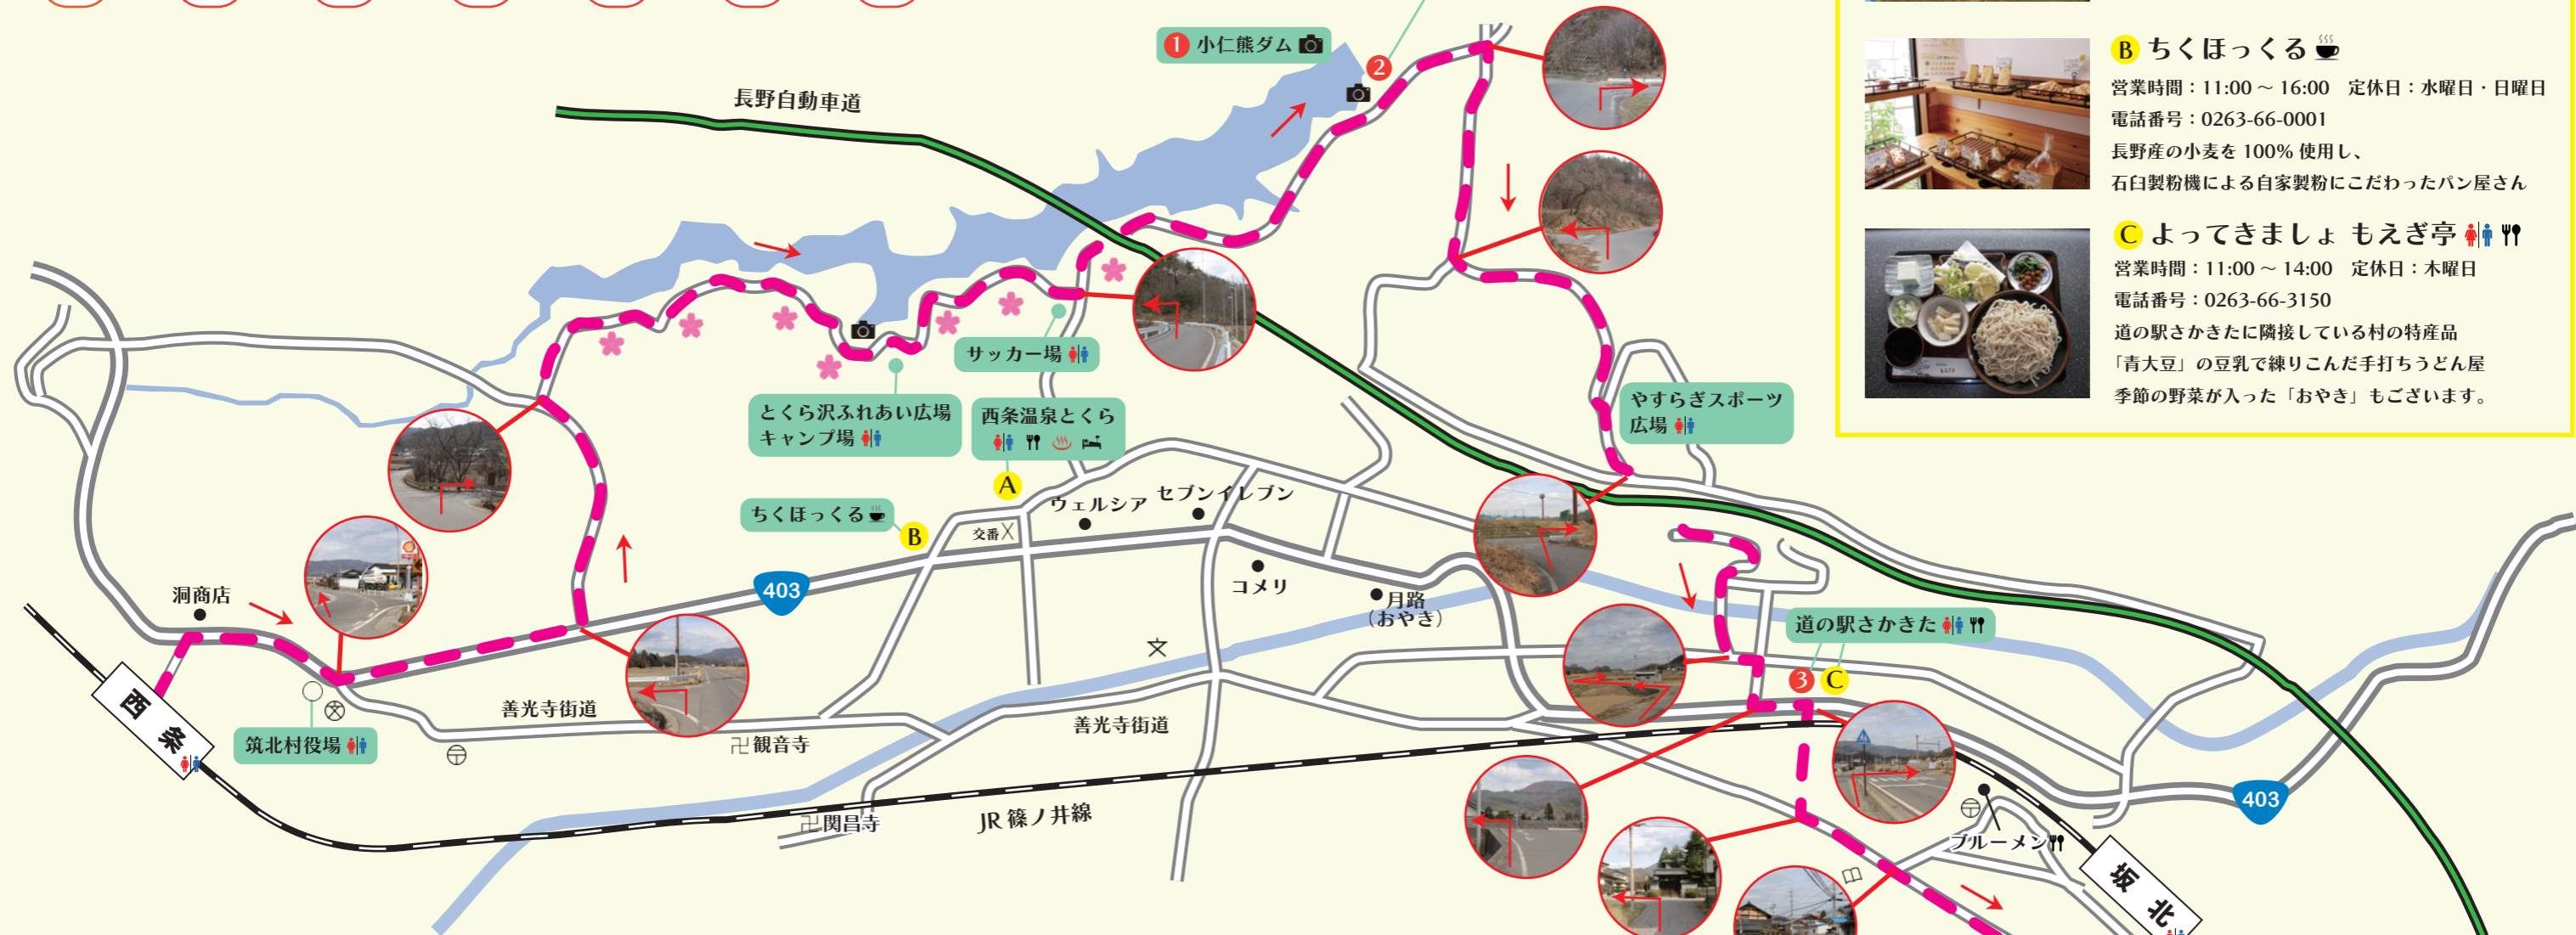 1 小仁熊ダム
2
長野自動車道
サッカー場
とくら沢ふれあい広場
キャンプ場
西条温泉とくら
A
やすらぎスポーツ
広場
ちくほっくる
B
交番
ウェルシア
セブンイレブン
403
コメリ
月路
(おやき)
洞商店
道の駅さかきた
3
C
西条
筑北村役場
善光寺街道
観音寺
善光寺街道
関昌寺
JR 篠ノ井線
403
ブルーメン
坂北
B ちくほっくる
営業時間：11:00 ～ 16:00 定休日：水曜日・日曜日
電話番号：0263-66-0001
長野産の小麦を 100% 使用し、
石臼製粉機による自家製粉にこだわったパン屋さん
C よってきましょ もえぎ亭
営業時間：11:00 ～ 14:00 定休日：木曜日
電話番号：0263-66-3150
道の駅さかきたに隣接している村の特産品
「青大豆」の豆乳で練りこんだ手打ちうどん屋
季節の野菜が入った「おやき」もございます。